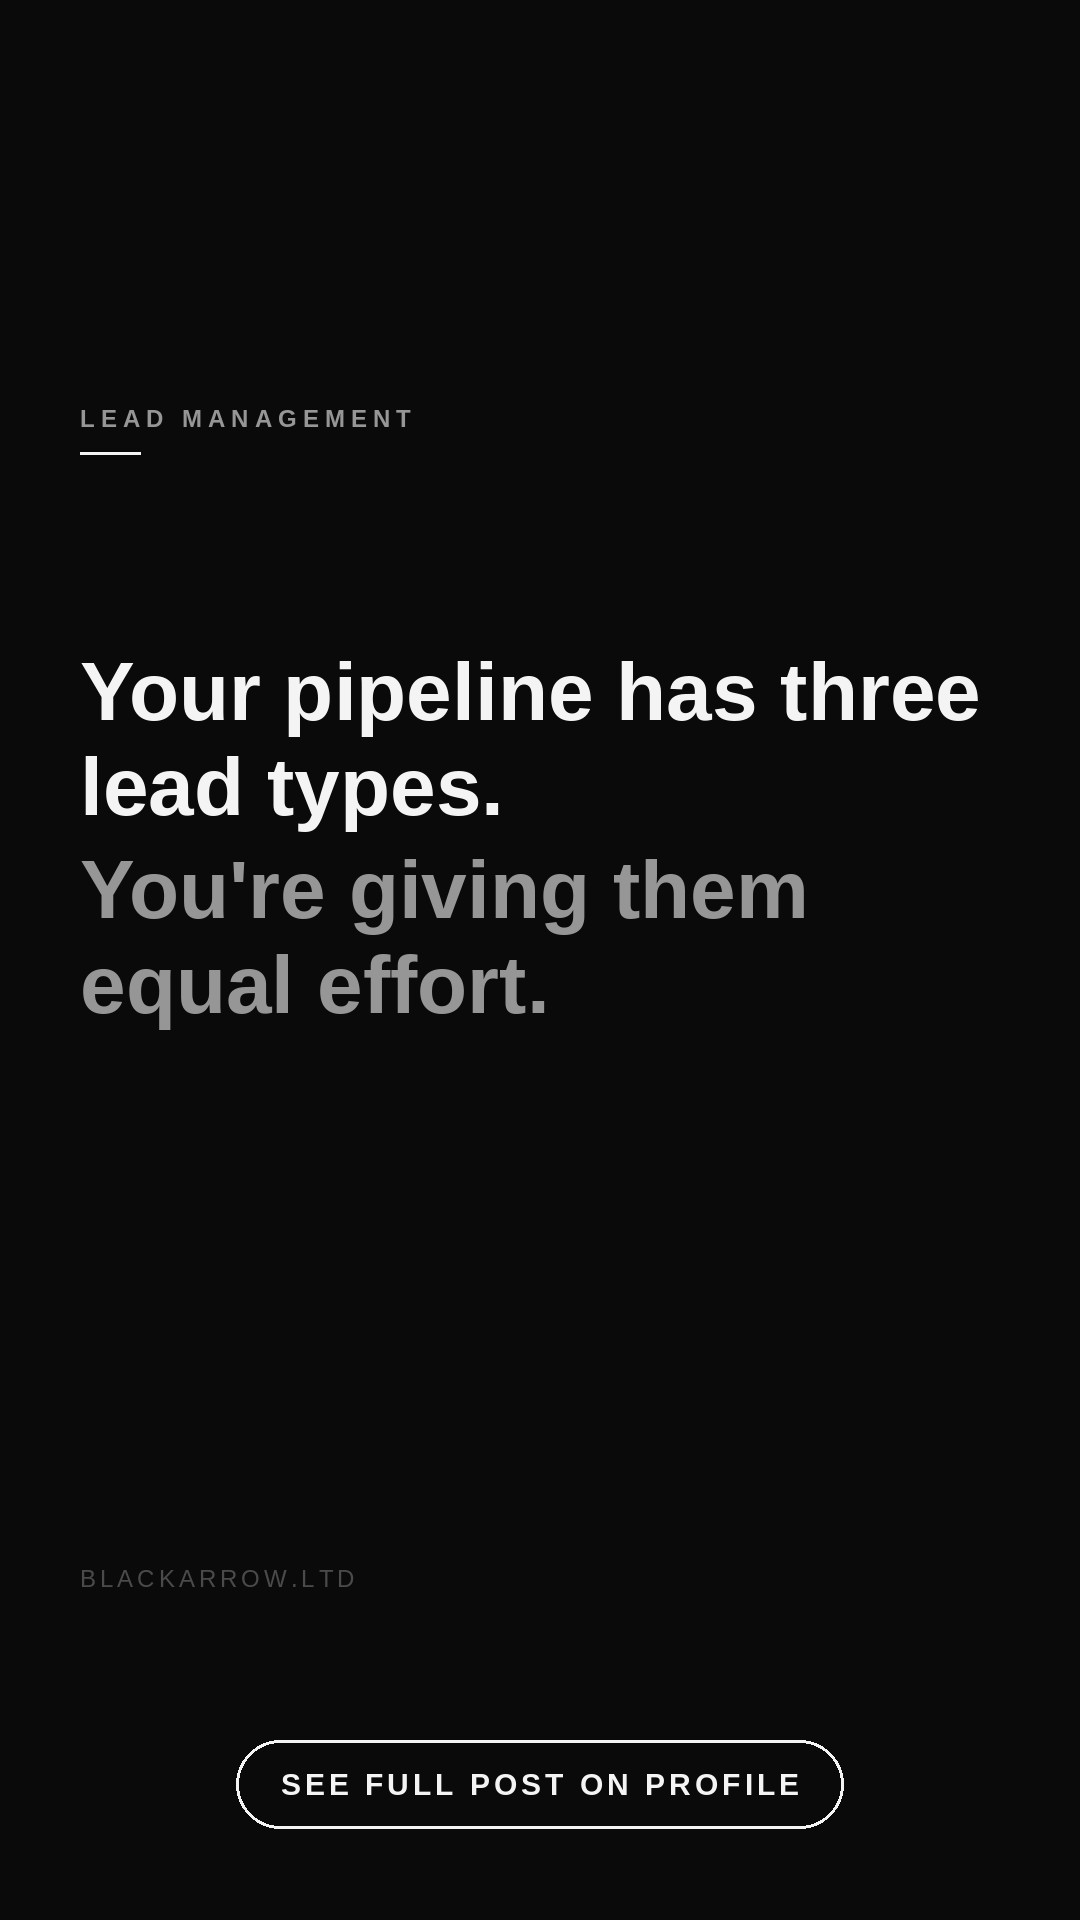 LEAD MANAGEMENT
Your pipeline has three
lead types.
You're giving them
equal effort.
BLACKARROW.LTD
SEE FULL POST ON PROFILE